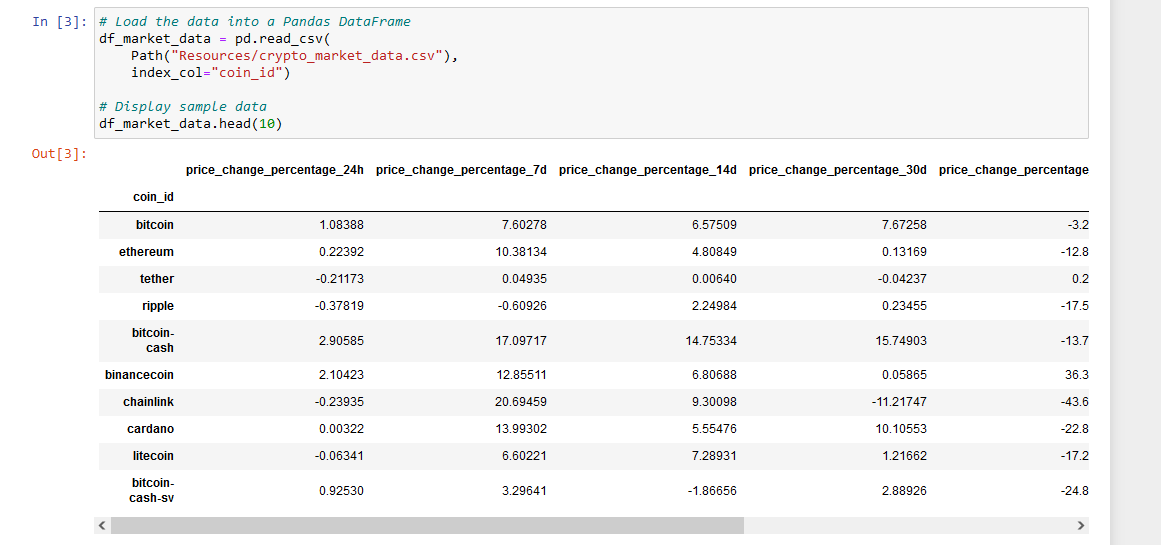 In [3]: # Load the data into a Pandas DataFrame
df_market_data = pd.read_csv(
    Path("Resources/crypto_market_data.csv"),
    index_col="coin_id")
# Display sample data
df_market_data.head(10)
Out[3]:
price_change_percentage_24h price_change_percentage_7d price_change_percentage_14d price_change_percentage_30d price_change_percentage
coin_id
bitcoin 1.08388 7.60278 6.57509 7.67258 -3.2
ethereum 0.22392 10.38134 4.80849 0.13169 -12.8
tether -0.21173 0.04935 0.00640 -0.04237 0.2
ripple -0.37819 -0.60926 2.24984 0.23455 -17.5
bitcoin-
cash 2.90585 17.09717 14.75334 15.74903 -13.7
binancecoin 2.10423 12.85511 6.80688 0.05865 36.3
chainlink -0.23935 20.69459 9.30098 -11.21747 -43.6
cardano 0.00322 13.99302 5.55476 10.10553 -22.8
litecoin -0.06341 6.60221 7.28931 1.21662 -17.2
bitcoin-
cash-sv 0.92530 3.29641 -1.86656 2.88926 -24.8